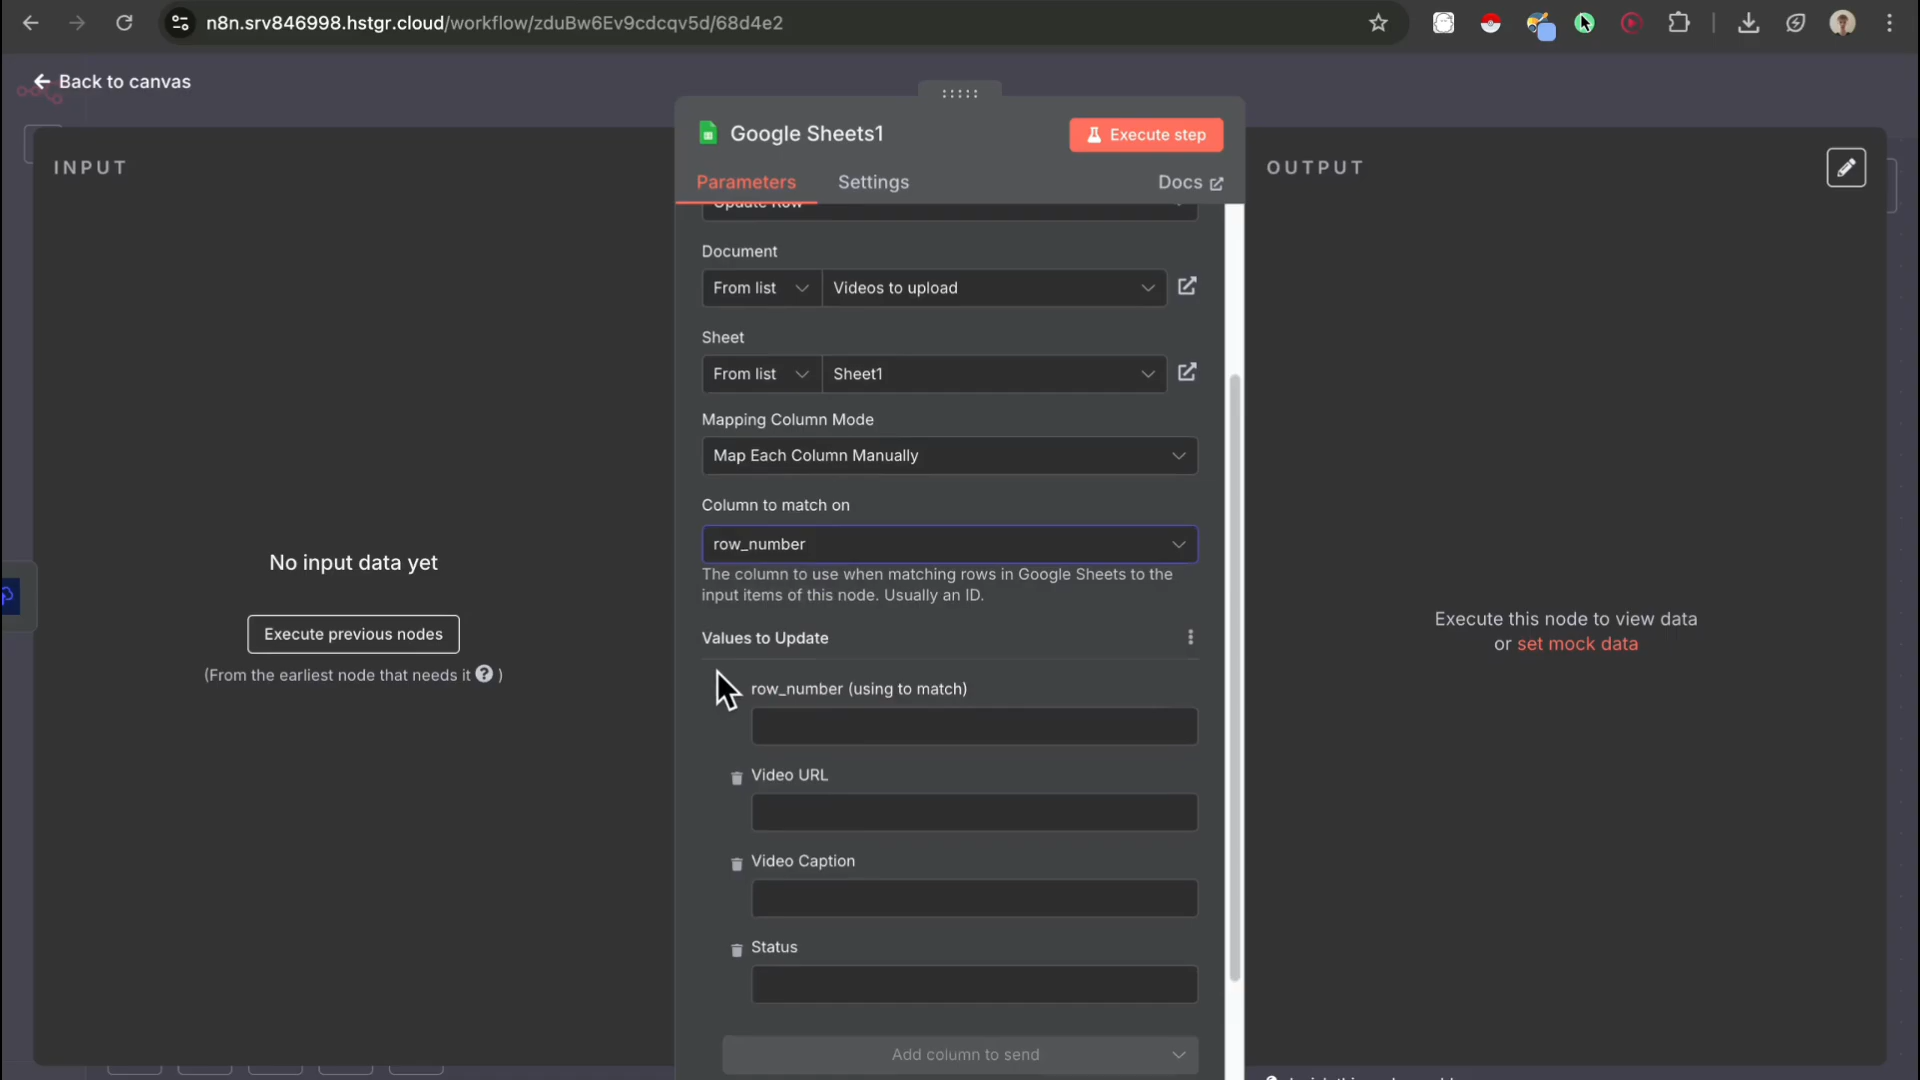 n8n.srv846998.hstgr.cloud/workflow/zduBw6Ev9cdcqv5d/68d4e2
Back to canvas
Google Sheets1
Execute step
INPUT
OUTPUT
Parameters
Settings
Docs
Update Row
Document
From list
Videos to upload
Sheet
From list
Sheet1
Mapping Column Mode
Map Each Column Manually
Column to match on
row_number
The column to use when matching rows in Google Sheets to the
input items of this node. Usually an ID.
No input data yet
Execute previous nodes
(From the earliest node that needs it ? )
Execute this node to view data
or set mock data
Values to Update
row_number (using to match)
Video URL
Video Caption
Status
Add column to send